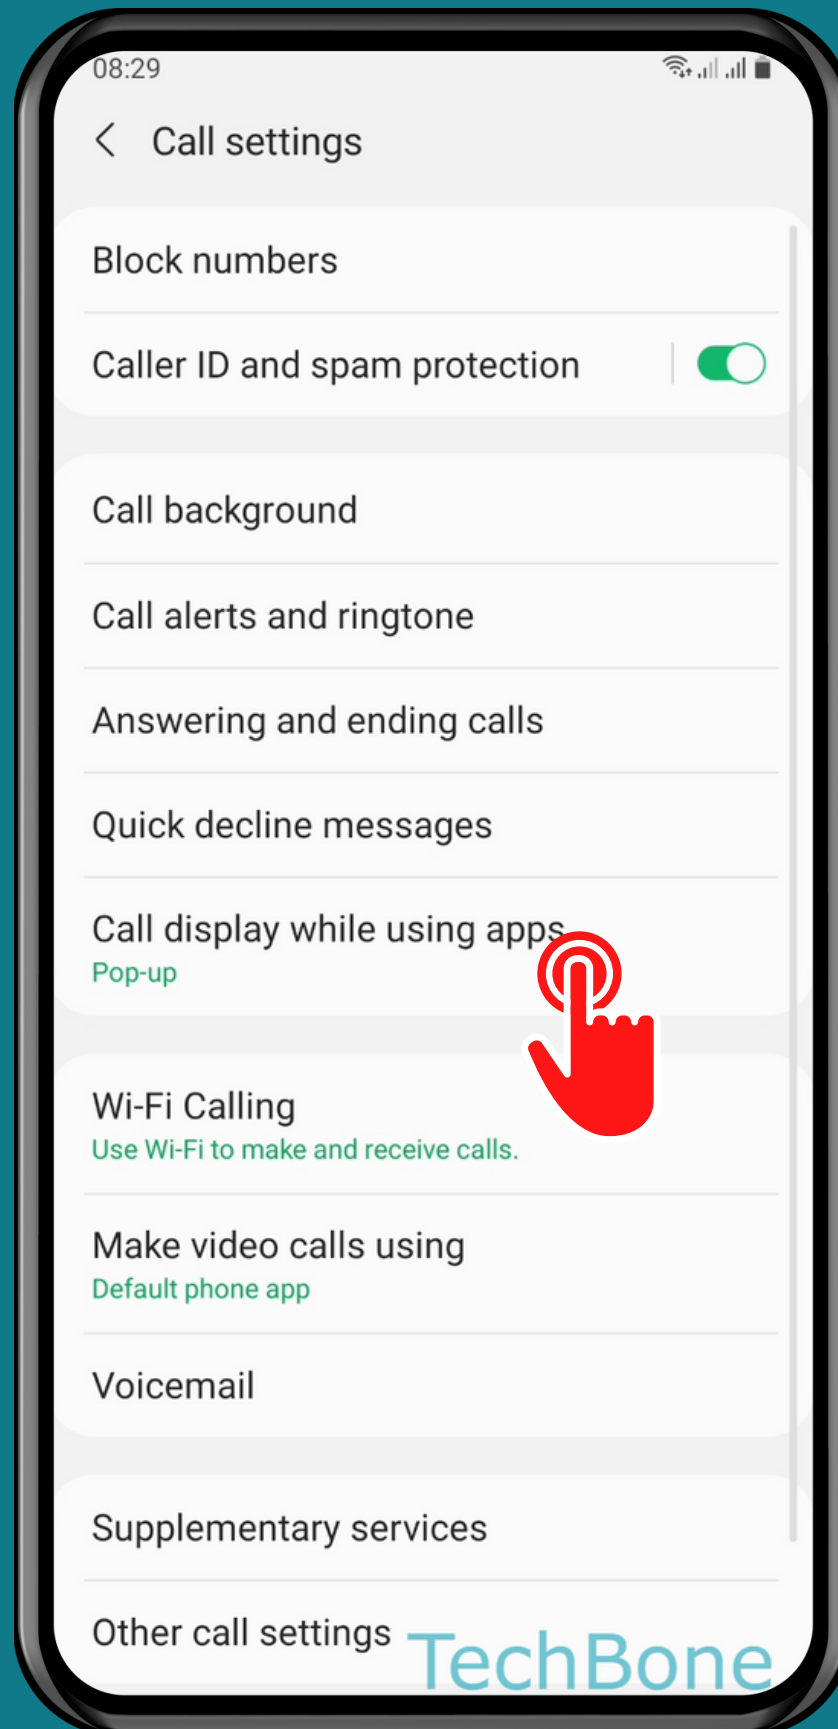 08:29
Call settings
Block numbers
Caller ID and spam protection
Call background
Call alerts and ringtone
Answering and ending calls
Quick decline messages
Call display while using apps
Pop-up
Wi-Fi Calling
Use Wi-Fi to make and receive calls.
Make video calls using
Default phone app
Voicemail
Supplementary services
Other call settings
TechBone